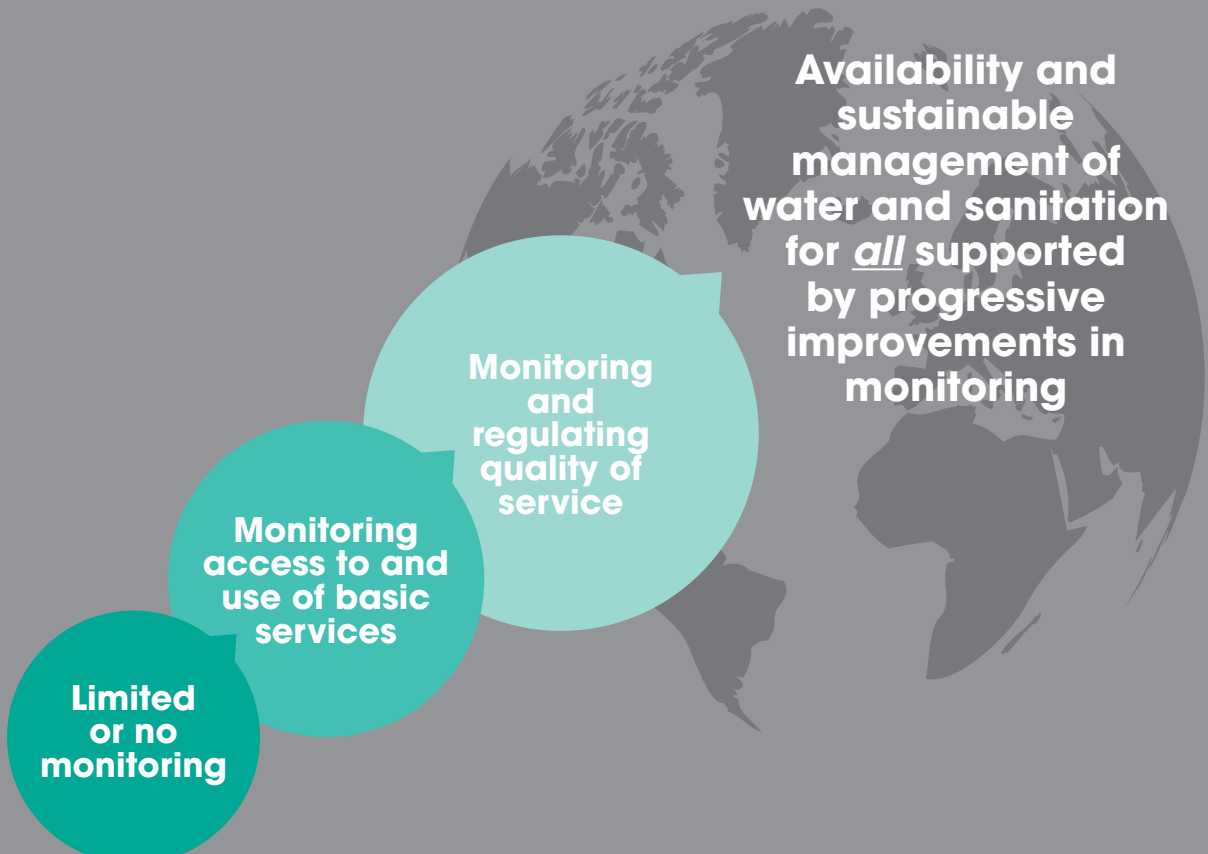 Availability and
sustainable
management of
water and sanitation
for all supported
by progressive
improvements in
monitoring
Monitoring
and
regulating
quality of
service
Monitoring
access to and
use of basic
services
Limited
or no
monitoring